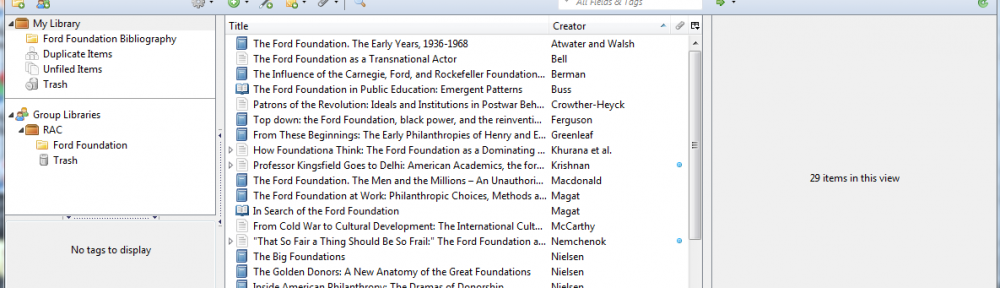 All Fields & Tags
My Library
Ford Foundation Bibliography
Duplicate Items
Unfiled Items
Trash
Group Libraries
RAC
Ford Foundation
Trash
No tags to display
Title Creator
The Ford Foundation. The Early Years, 1936-1968 Atwater and Walsh
The Ford Foundation as a Transnational Actor Bell
The Influence of the Carnegie, Ford, and Rockefeller Foundation... Berman
The Ford Foundation in Public Education: Emergent Patterns Buss
Patrons of the Revolution: Ideals and Institutions in Postwar Beh... Crowther-Heyck
Top down: the Ford Foundation, black power, and the reinventi... Ferguson
From These Beginnings: The Early Philanthropies of Henry and E... Greenleaf
How Foundationa Think: The Ford Foundation as a Dominating ... Khurana et al.
Professor Kingsfield Goes to Delhi: American Academics, the for... Krishnan
The Ford Foundation. The Men and the Millions – An Unauthori... Macdonald
The Ford Foundation at Work: Philanthropic Choices, Methods a... Magat
In Search of the Ford Foundation Magat
From Cold War to Cultural Development: The International Cult... McCarthy
"That So Fair a Thing Should Be So Frail:" The Ford Foundation a... Nemchenok
The Big Foundations Nielsen
The Golden Donors: A New Anatomy of the Great Foundations Nielsen
Inside American Philanthropy: The Dramas of Donorship Nielsen
29 items in this view